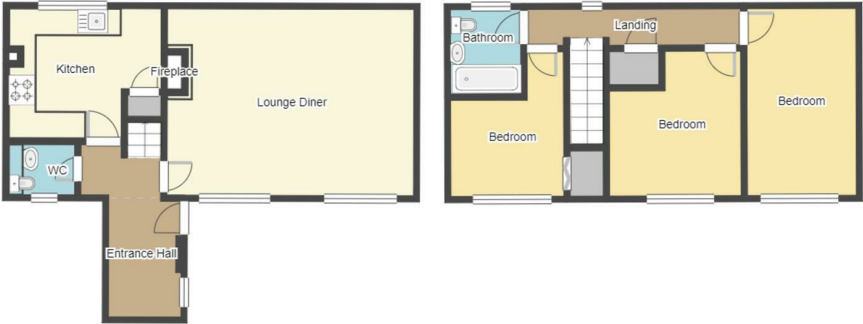 Kitchen
Fireplace
Lounge Diner
WC
Entrance Hall
Bathroom
Landing
Bedroom
Bedroom
Bedroom